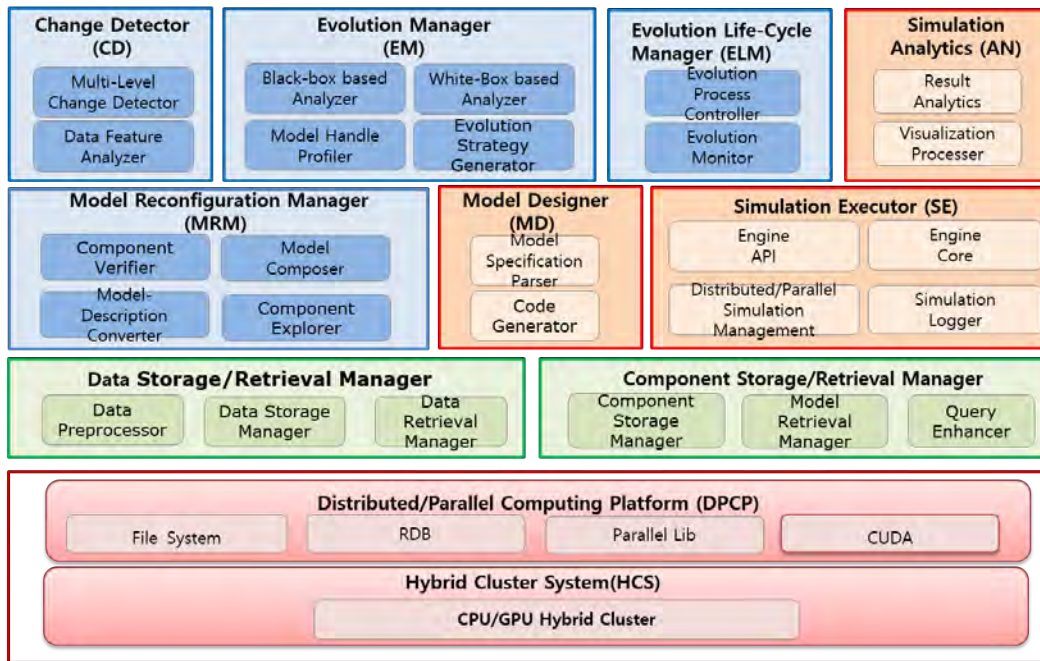 Change Detector
(CD)
Multi-Level
Change Detector
Data Feature
Analyzer
Evolution Manager
(EM)
Black-box based
Analyzer
White-Box based
Analyzer
Model Handle
Profiler
Evolution
Strategy
Generator
Evolution Life-Cycle
Manager (ELM)
Evolution
Process
Controller
Evolution
Monitor
Simulation
Analytics (AN)
Result
Analytics
Visualization
Processer
Model Reconfiguration Manager
(MRM)
Component
Verifier
Model
Composer
Model-
Description
Converter
Component
Explorer
Model Designer
(MD)
Model
Specification
Parser
Code
Generator
Simulation Executor (SE)
Engine
API
Engine
Core
Distributed/Parallel
Simulation
Management
Simulation
Logger
Data Storage/Retrieval Manager
Data
Preprocessor
Data Storage
Manager
Data
Retrieval
Manager
Component Storage/Retrieval Manager
Component
Storage
Manager
Model
Retrieval
Manager
Query
Enhancer
Distributed/Parallel Computing Platform (DPCP)
File System
RDB
Parallel Lib
CUDA
Hybrid Cluster System(HCS)
CPU/GPU Hybrid Cluster